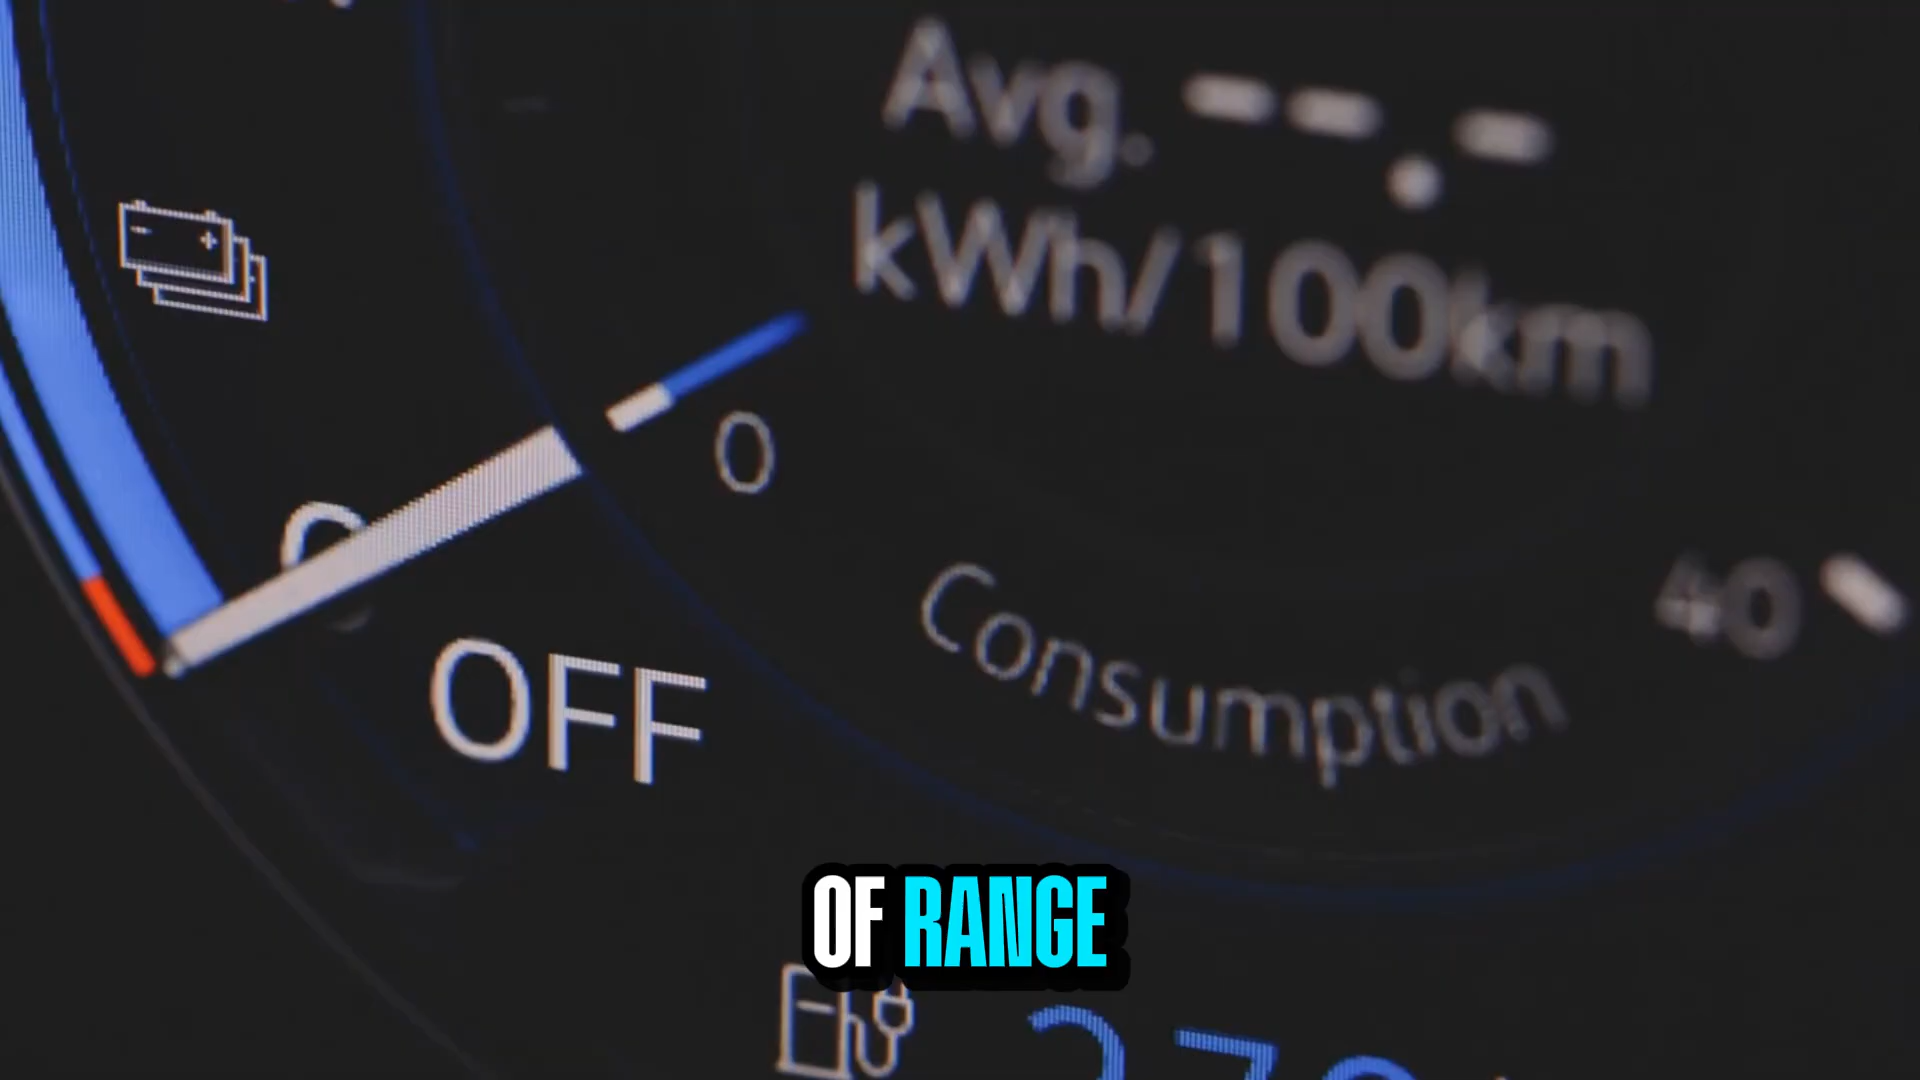 Avg. --.-
kWh/100km
0
Consumption
40
OFF
OF RANGE